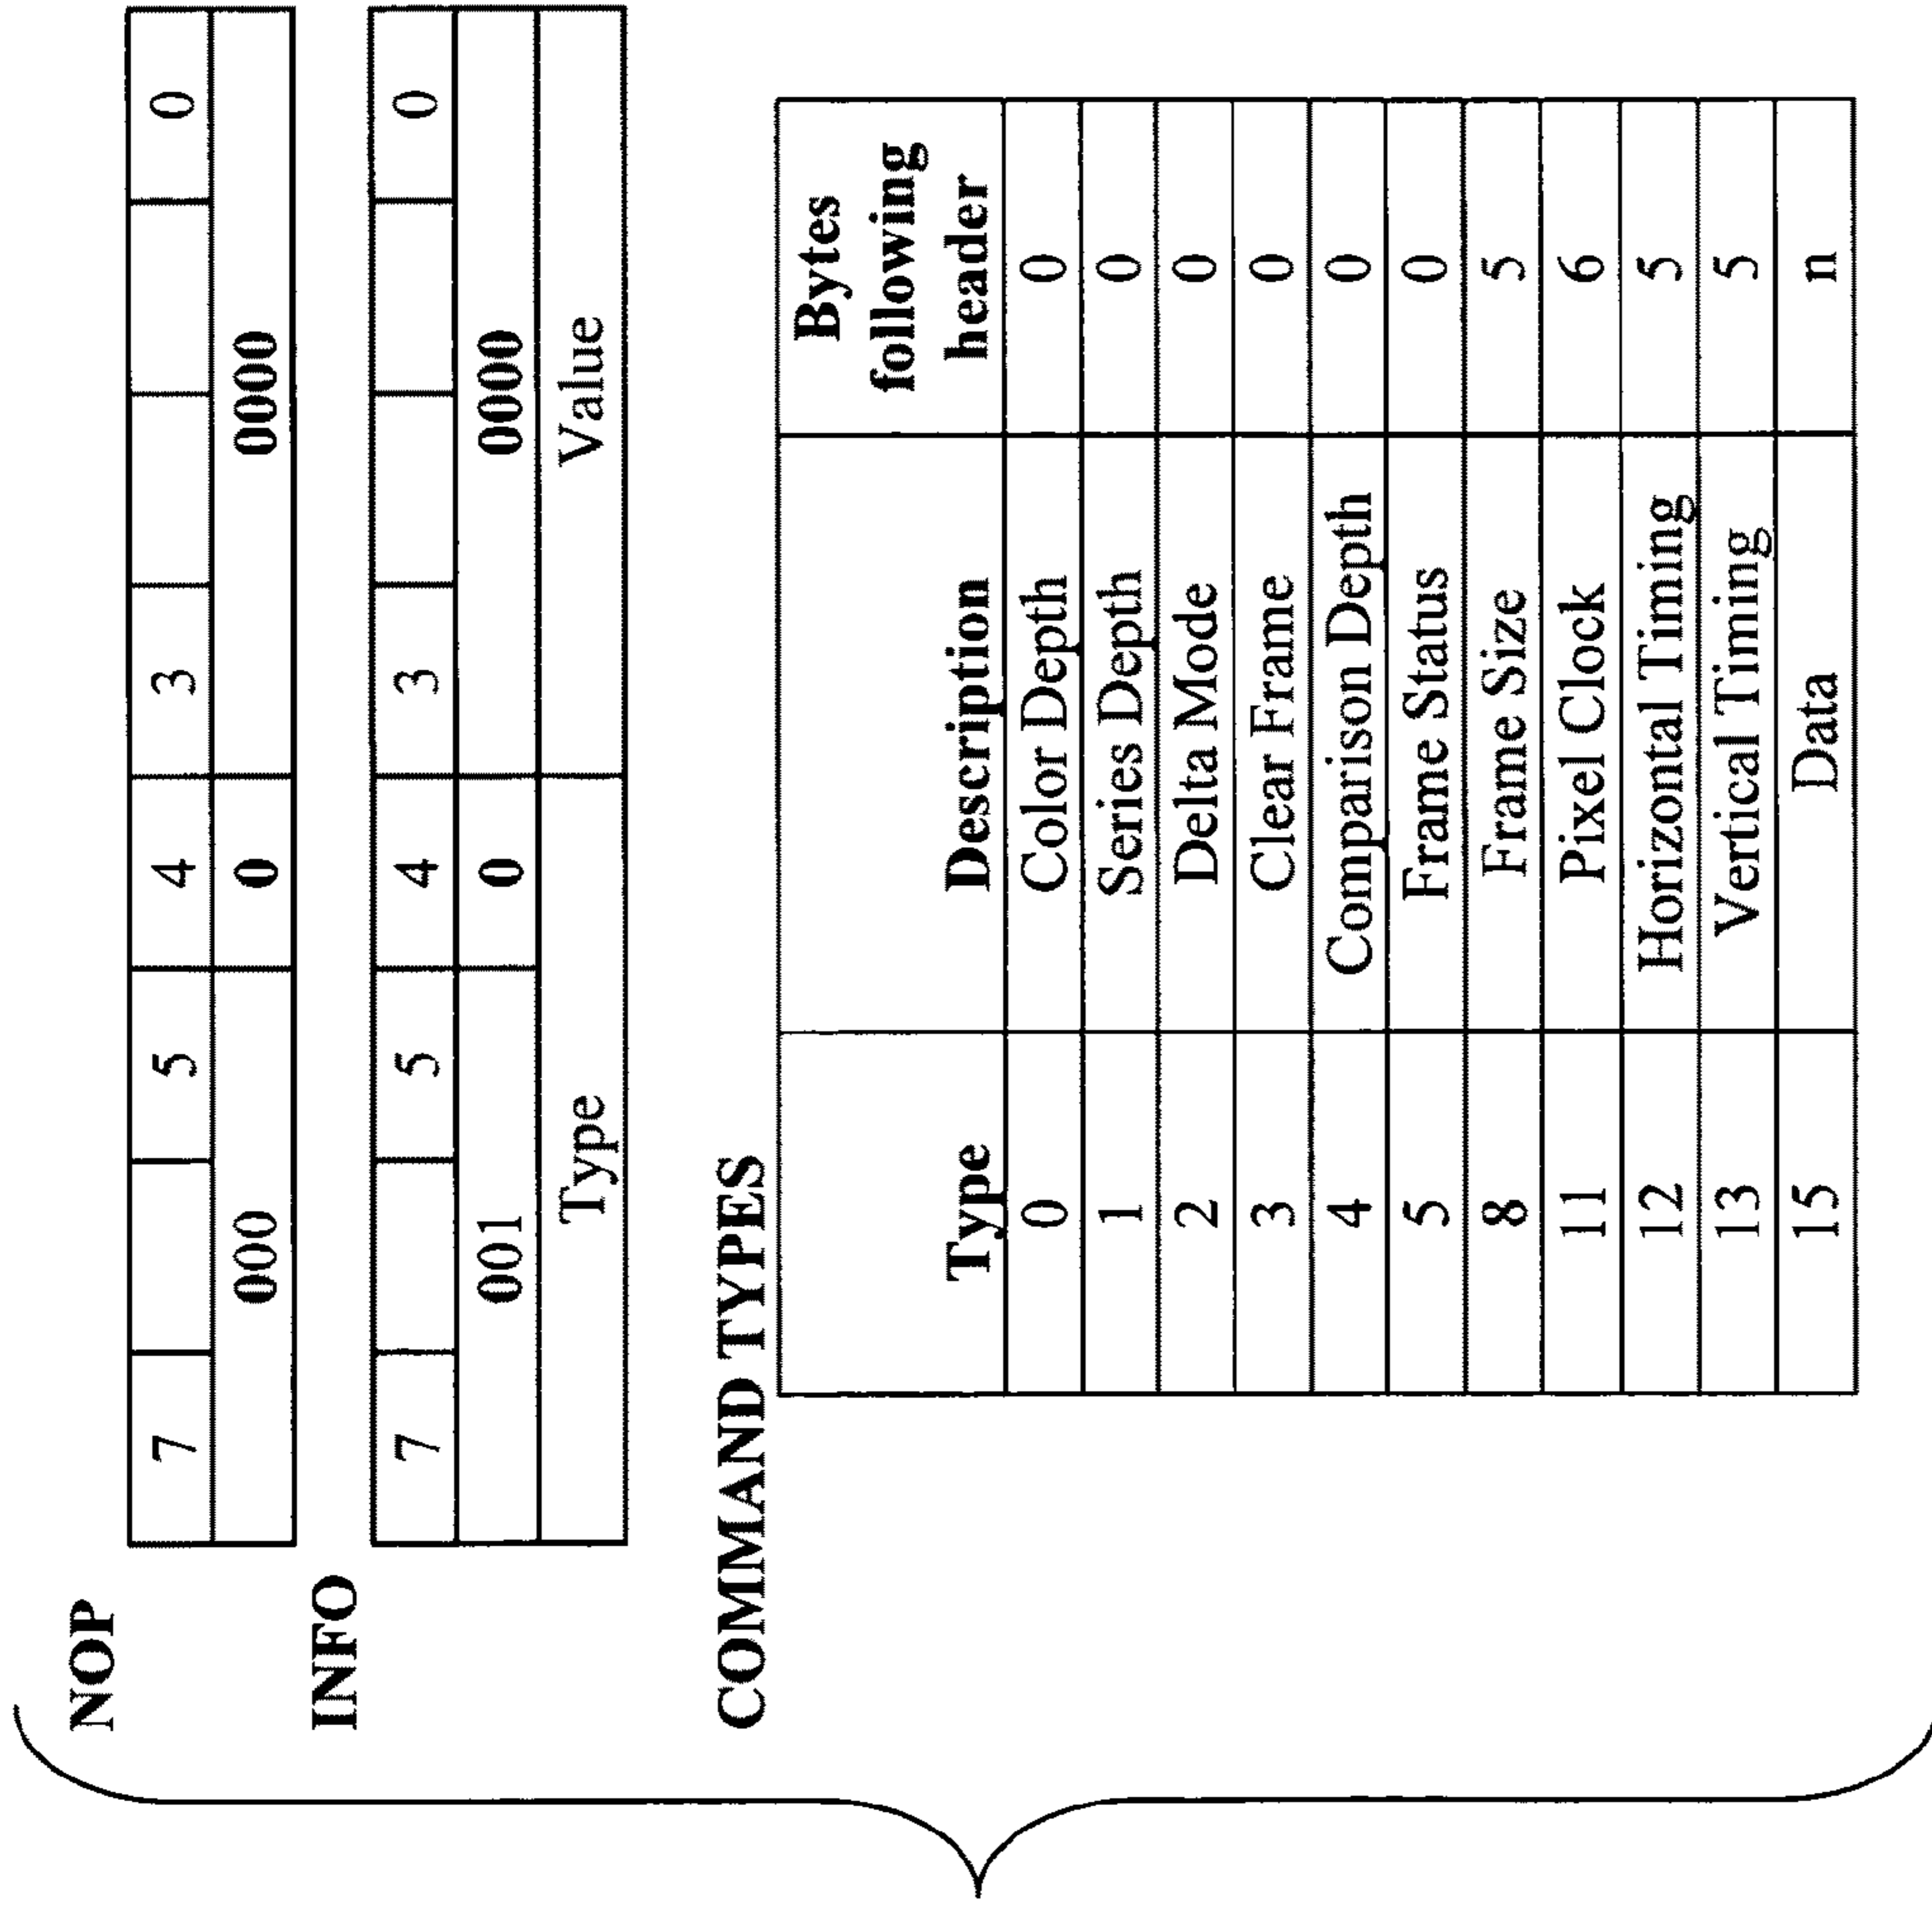 NOP
7 5 4 3 0
000 0 0000
INFO
7 5 4 3 0
001 0 0000
Type Value
COMMAND TYPES
Type Description Bytes
following
header
0 Color Depth 0
1 Series Depth 0
2 Delta Mode 0
3 Clear Frame 0
4 Comparison Depth 0
5 Frame Status 0
8 Frame Size 5
11 Pixel Clock 6
12 Horizontal Timing 5
13 Vertical Timing 5
15 Data n